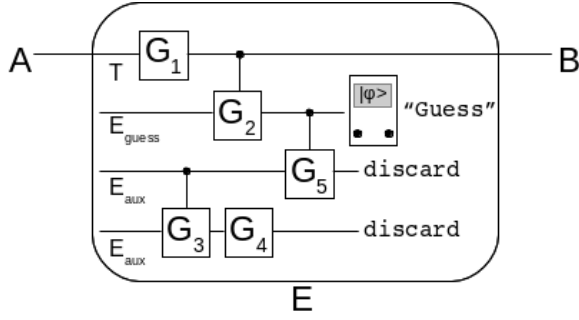 A T G1 B
Eguess G2 |φ> "Guess"
Eaux G5 discard
Eaux G3 G4 discard
E